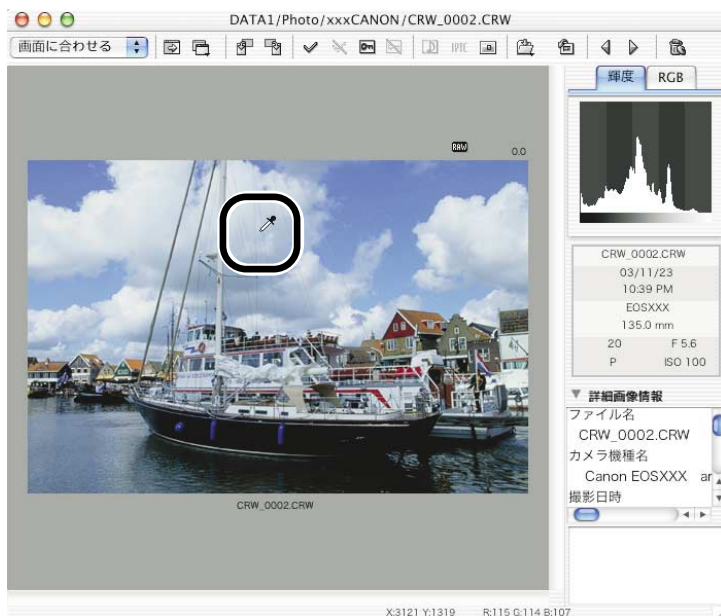 DATA1/Photo/xxxCANON/CRW_0002.CRW
画面に合わせる
IPTC
輝度 RGB
RAW 0.0
CRW_0002.CRW
03/11/23
10:39 PM
EOSXXX
135.0 mm
20 F 5.6
P ISO 100
詳細画像情報
ファイル名
CRW_0002.CRW
カメラ機種名
Canon EOSXXX ar
撮影日時
CRW_0002.CRW
X:3121 Y:1319 R:115 G:114 B:107